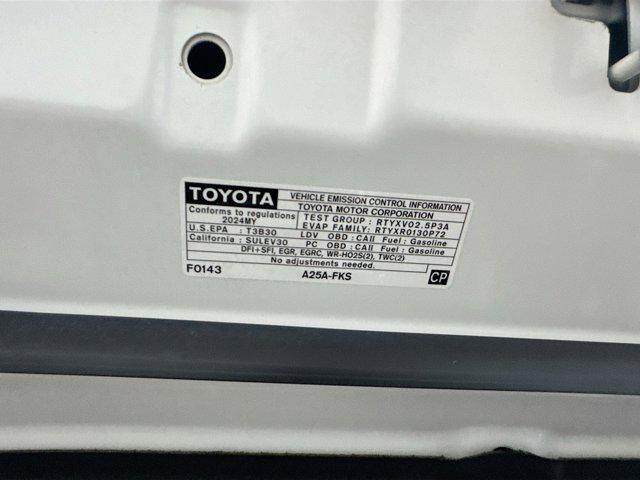 TOYOTA
VEHICLE EMISSION CONTROL INFORMATION
TOYOTA MOTOR CORPORATION
Conforms to regulations
2024MY
TEST GROUP : RTYXV02.5P3A
EVAP FAMILY: RTYXR0130P72
U.S.EPA : T3B30 LDV OBD : CAII Fuel : Gasoline
California : SULEV30 PC OBD : CAII Fuel : Gasoline
DFI+SFI, EGR, EGRC, WR-HO2S(2), TWC(2)
No adjustments needed.
F0143 A25A-FKS CP